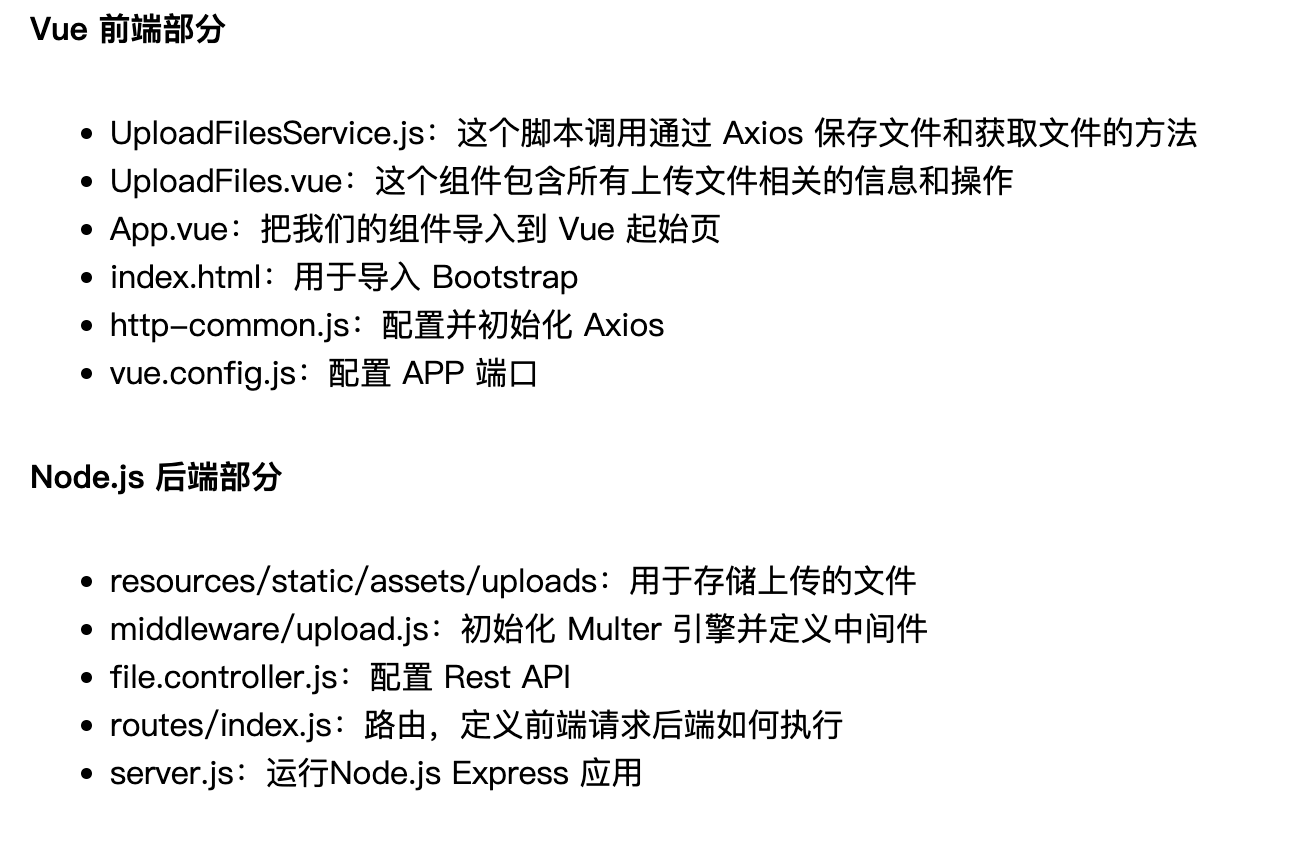 Vue 前端部分
UploadFilesService.js：这个脚本调用通过 Axios 保存文件和获取文件的方法
UploadFiles.vue：这个组件包含所有上传文件相关的信息和操作
App.vue：把我们的组件导入到 Vue 起始页
index.html：用于导入 Bootstrap
http-common.js：配置并初始化 Axios
vue.config.js：配置 APP 端口
Node.js 后端部分
resources/static/assets/uploads：用于存储上传的文件
middleware/upload.js：初始化 Multer 引擎并定义中间件
file.controller.js：配置 Rest API
routes/index.js：路由，定义前端请求后端如何执行
server.js：运行Node.js Express 应用